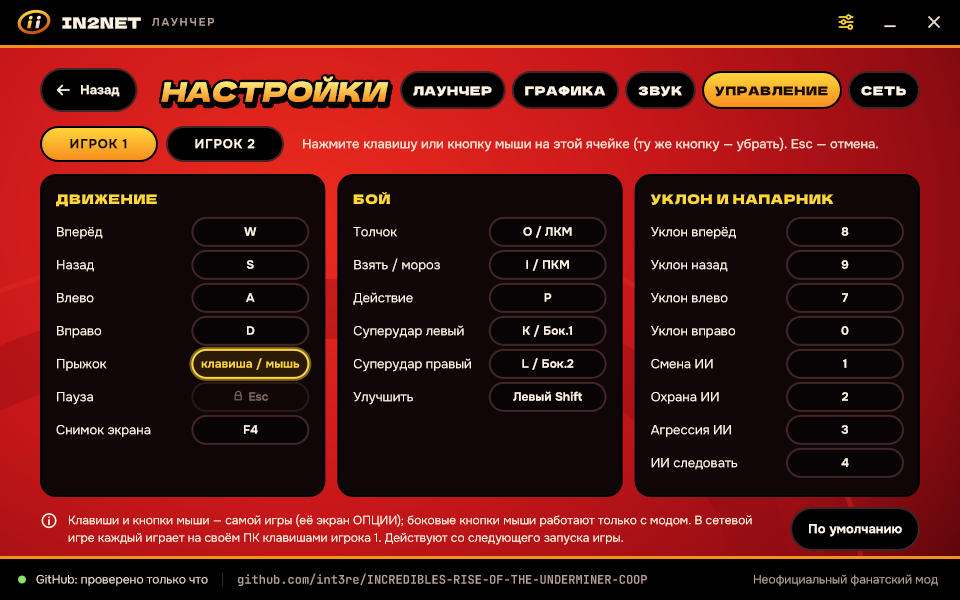 IN2NET ЛАУНЧЕР
← Назад
НАСТРОЙКИ
ЛАУНЧЕР
ГРАФИКА
ЗВУК
УПРАВЛЕНИЕ
СЕТЬ
ИГРОК 1
ИГРОК 2
Нажмите клавишу или кнопку мыши на этой ячейке (ту же кнопку — убрать). Esc — отмена.
ДВИЖЕНИЕ
Вперёд W
Назад S
Влево A
Вправо D
Прыжок клавиша / мышь
Пауза Esc
Снимок экрана F4
БОЙ
Толчок O / ЛКМ
Взять / мороз I / ПКМ
Действие P
Суперудар левый K / Бок.1
Суперудар правый L / Бок.2
Улучшить Левый Shift
УКЛОН И НАПАРНИК
Уклон вперёд 8
Уклон назад 9
Уклон влево 7
Уклон вправо 0
Смена ИИ 1
Охрана ИИ 2
Агрессия ИИ 3
ИИ следовать 4
Клавиши и кнопки мыши — самой игры (её экран ОПЦИИ); боковые кнопки мыши работают только с модом. В сетевой
игре каждый играет на своём ПК клавишами игрока 1. Действуют со следующего запуска игры.
По умолчанию
GitHub: проверено только что
github.com/int3re/INCREDIBLES-RISE-OF-THE-UNDERMINER-COOP
Неофициальный фанатский мод